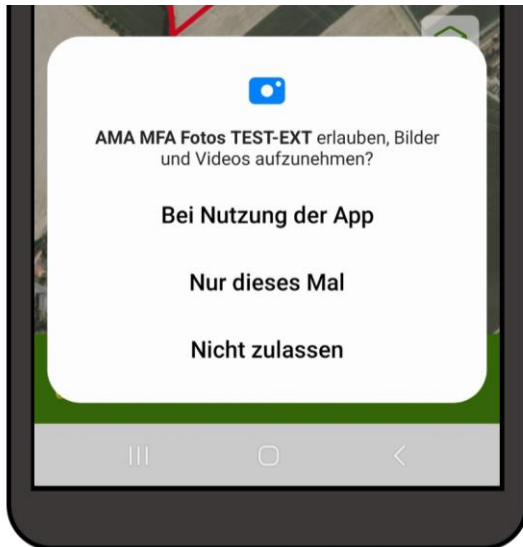 AMA MFA Fotos TEST-EXT erlauben, Bilder
und Videos aufzunehmen?
Bei Nutzung der App
Nur dieses Mal
Nicht zulassen